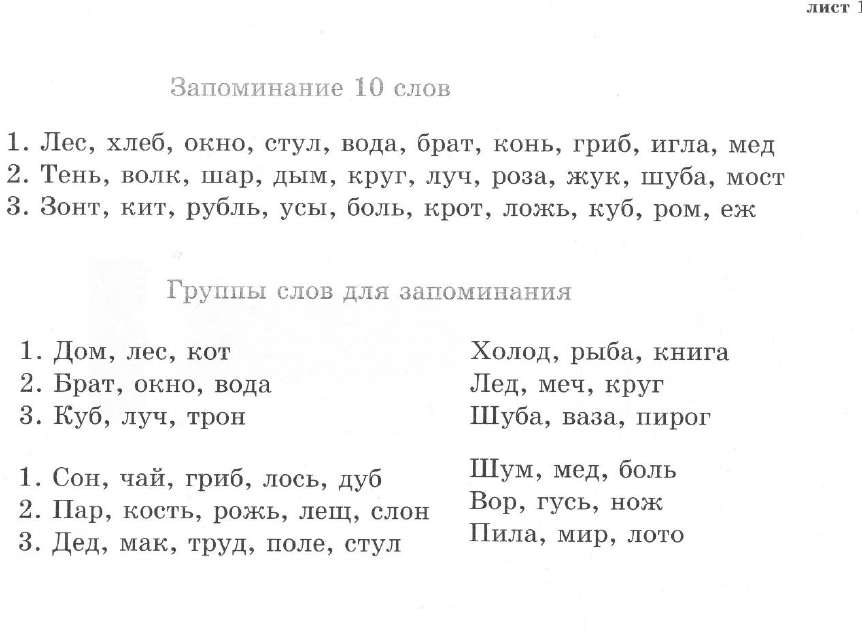 лист 1
Запоминание 10 слов
1. Лес, хлеб, окно, стул, вода, брат, конь, гриб, игла, мед
2. Тень, волк, шар, дым, круг, луч, роза, жук, шуба, мост
3. Зонт, кит, рубль, усы, боль, крот, ложь, куб, ром, еж
Группы слов для запоминания
1. Дом, лес, кот
2. Брат, окно, вода
3. Куб, луч, трон
Холод, рыба, книга
Лед, меч, круг
Шуба, ваза, пирог
1. Сон, чай, гриб, лось, дуб
2. Пар, кость, рожь, лещ, слон
3. Дед, мак, труд, поле, стул
Шум, мед, боль
Вор, гусь, нож
Пила, мир, лото